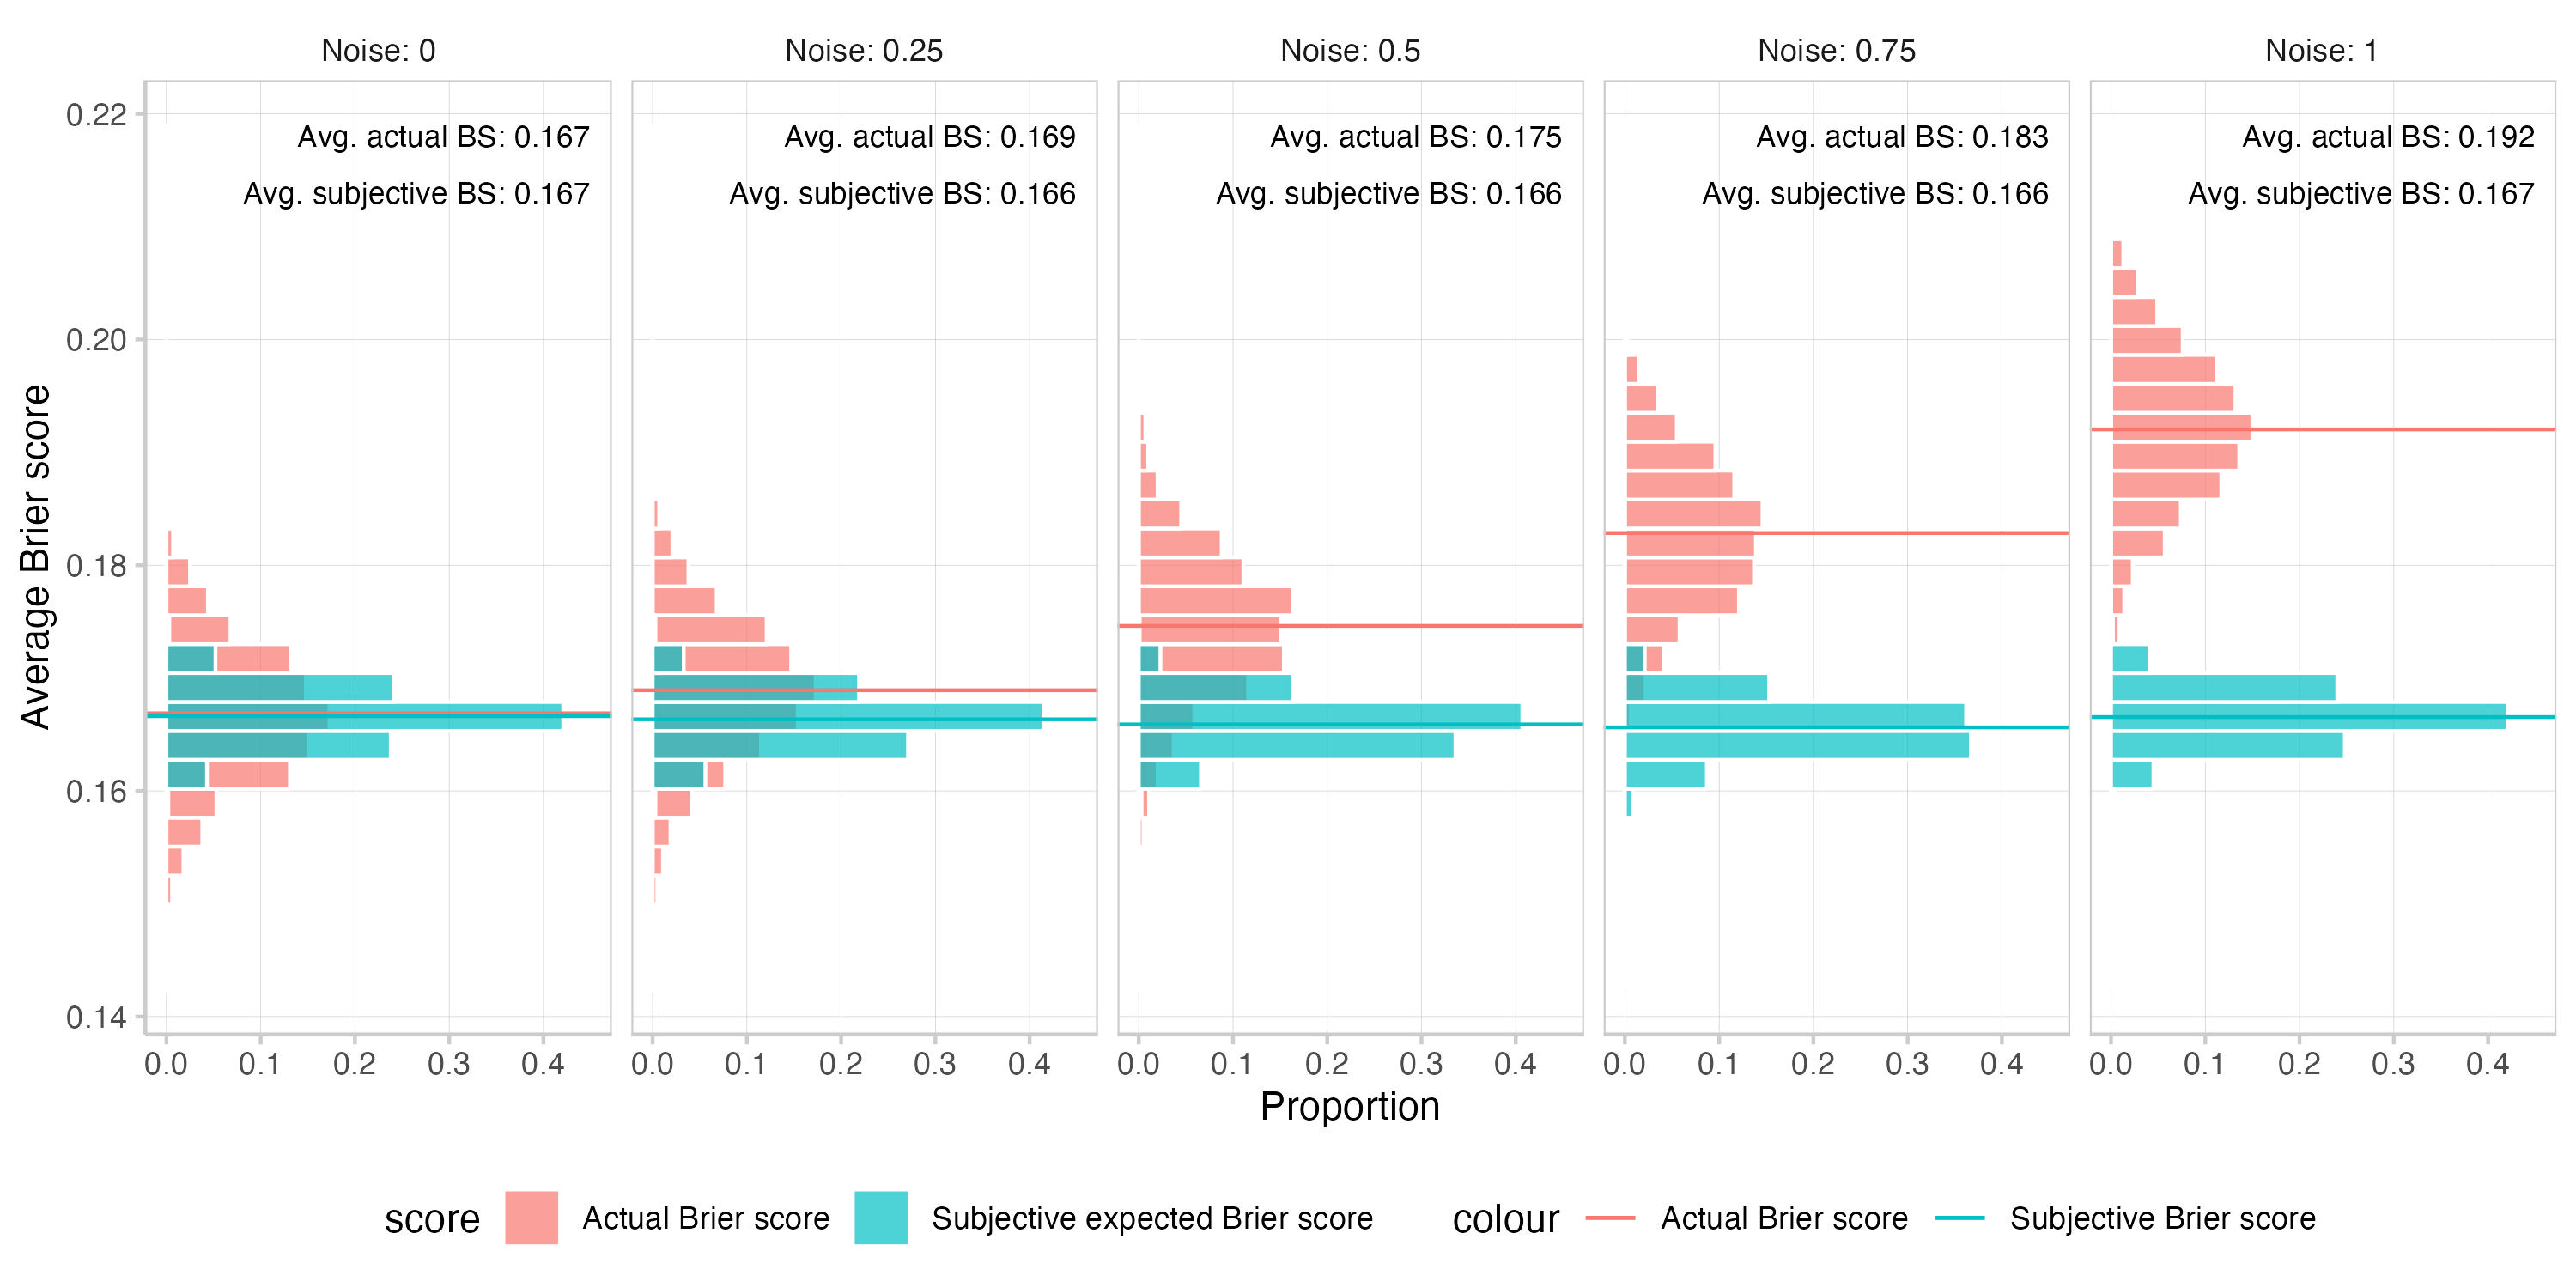 Noise: 0 Noise: 0.25 Noise: 0.5 Noise: 0.75 Noise: 1
0.22
Avg. actual BS: 0.167 Avg. actual BS: 0.169 Avg. actual BS: 0.175 Avg. actual BS: 0.183 Avg. actual BS: 0.192
Avg. subjective BS: 0.167 Avg. subjective BS: 0.166 Avg. subjective BS: 0.166 Avg. subjective BS: 0.166 Avg. subjective BS: 0.167
0.20
Average Brier score
0.18
0.16
0.14
0.0 0.1 0.2 0.3 0.4 0.0 0.1 0.2 0.3 0.4 0.0 0.1 0.2 0.3 0.4 0.0 0.1 0.2 0.3 0.4 0.0 0.1 0.2 0.3 0.4
Proportion
score Actual Brier score Subjective expected Brier score colour Actual Brier score Subjective Brier score